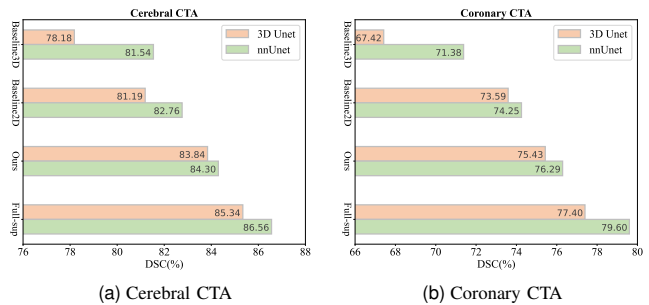 Cerebral CTA
Baseline3D
78.18
81.54
3D Unet
nnUnet
Baseline2D
81.19
82.76
Ours
83.84
84.30
Full-sup
85.34
86.56
76 78 80 82 84 86 88
DSC(%)
(a) Cerebral CTA
Coronary CTA
Baseline3D
67.42
71.38
3D Unet
nnUnet
Baseline2D
73.59
74.25
Ours
75.43
76.29
Full-sup
77.40
79.60
66 68 70 72 74 76 78 80
DSC(%)
(b) Coronary CTA